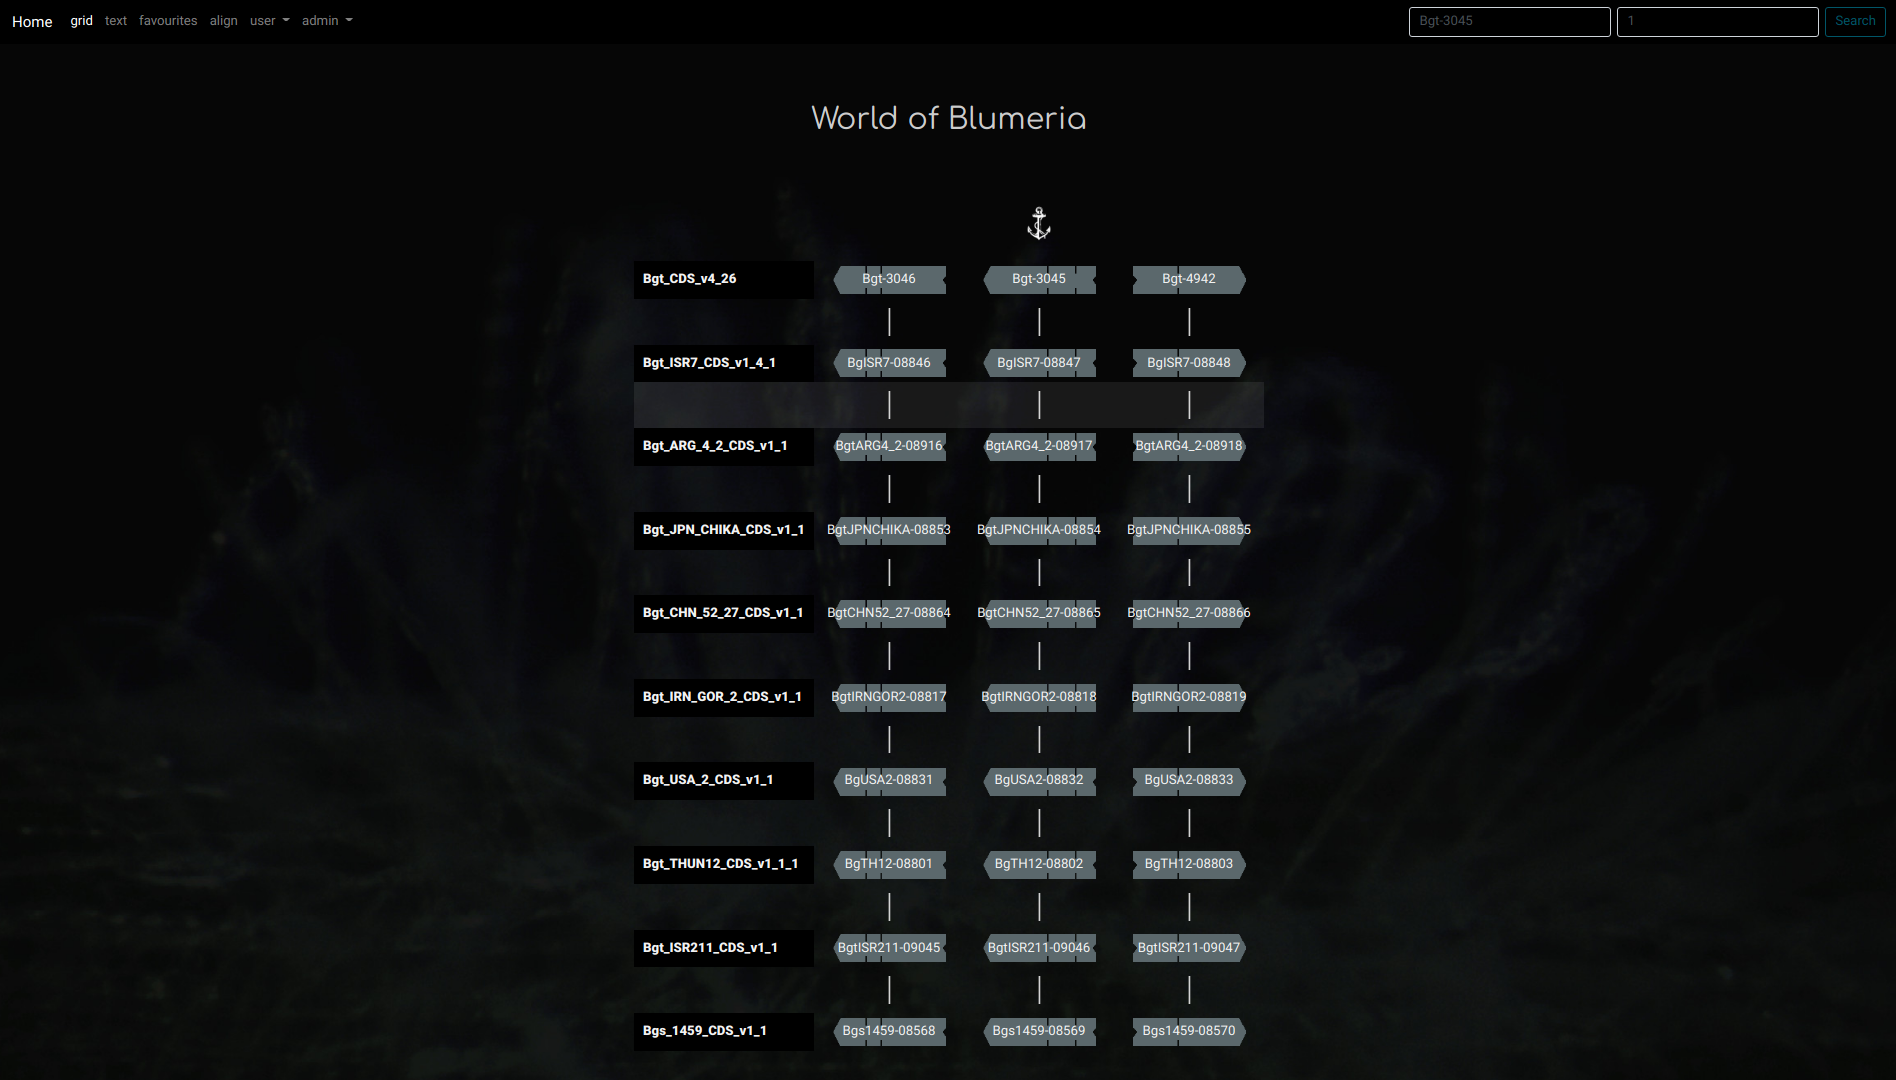 Home grid text favourites align user admin Bgt-3045 1 Search
World of Blumeria
Bgt_CDS_v4_26 Bgt-3046 Bgt-3045 Bgt-4942
Bgt_ISR7_CDS_v1_4_1 BgISR7-08846 BgISR7-08847 BgISR7-08848
Bgt_ARG_4_2_CDS_v1_1 BgtARG4_2-08916 BgtARG4_2-08917 BgtARG4_2-08918
Bgt_JPN_CHIKA_CDS_v1_1 BgtJPNCHIKA-08853 BgtJPNCHIKA-08854 BgtJPNCHIKA-08855
Bgt_CHN_52_27_CDS_v1_1 BgtCHN52_27-08864 BgtCHN52_27-08865 BgtCHN52_27-08866
Bgt_IRN_GOR_2_CDS_v1_1 BgtIRNGOR2-08817 BgtIRNGOR2-08818 BgtIRNGOR2-08819
Bgt_USA_2_CDS_v1_1 BgUSA2-08831 BgUSA2-08832 BgUSA2-08833
Bgt_THUN12_CDS_v1_1_1 BgTH12-08801 BgTH12-08802 BgTH12-08803
Bgt_ISR211_CDS_v1_1 BgtISR211-09045 BgtISR211-09046 BgtISR211-09047
Bgs_1459_CDS_v1_1 Bgs1459-08568 Bgs1459-08569 Bgs1459-08570